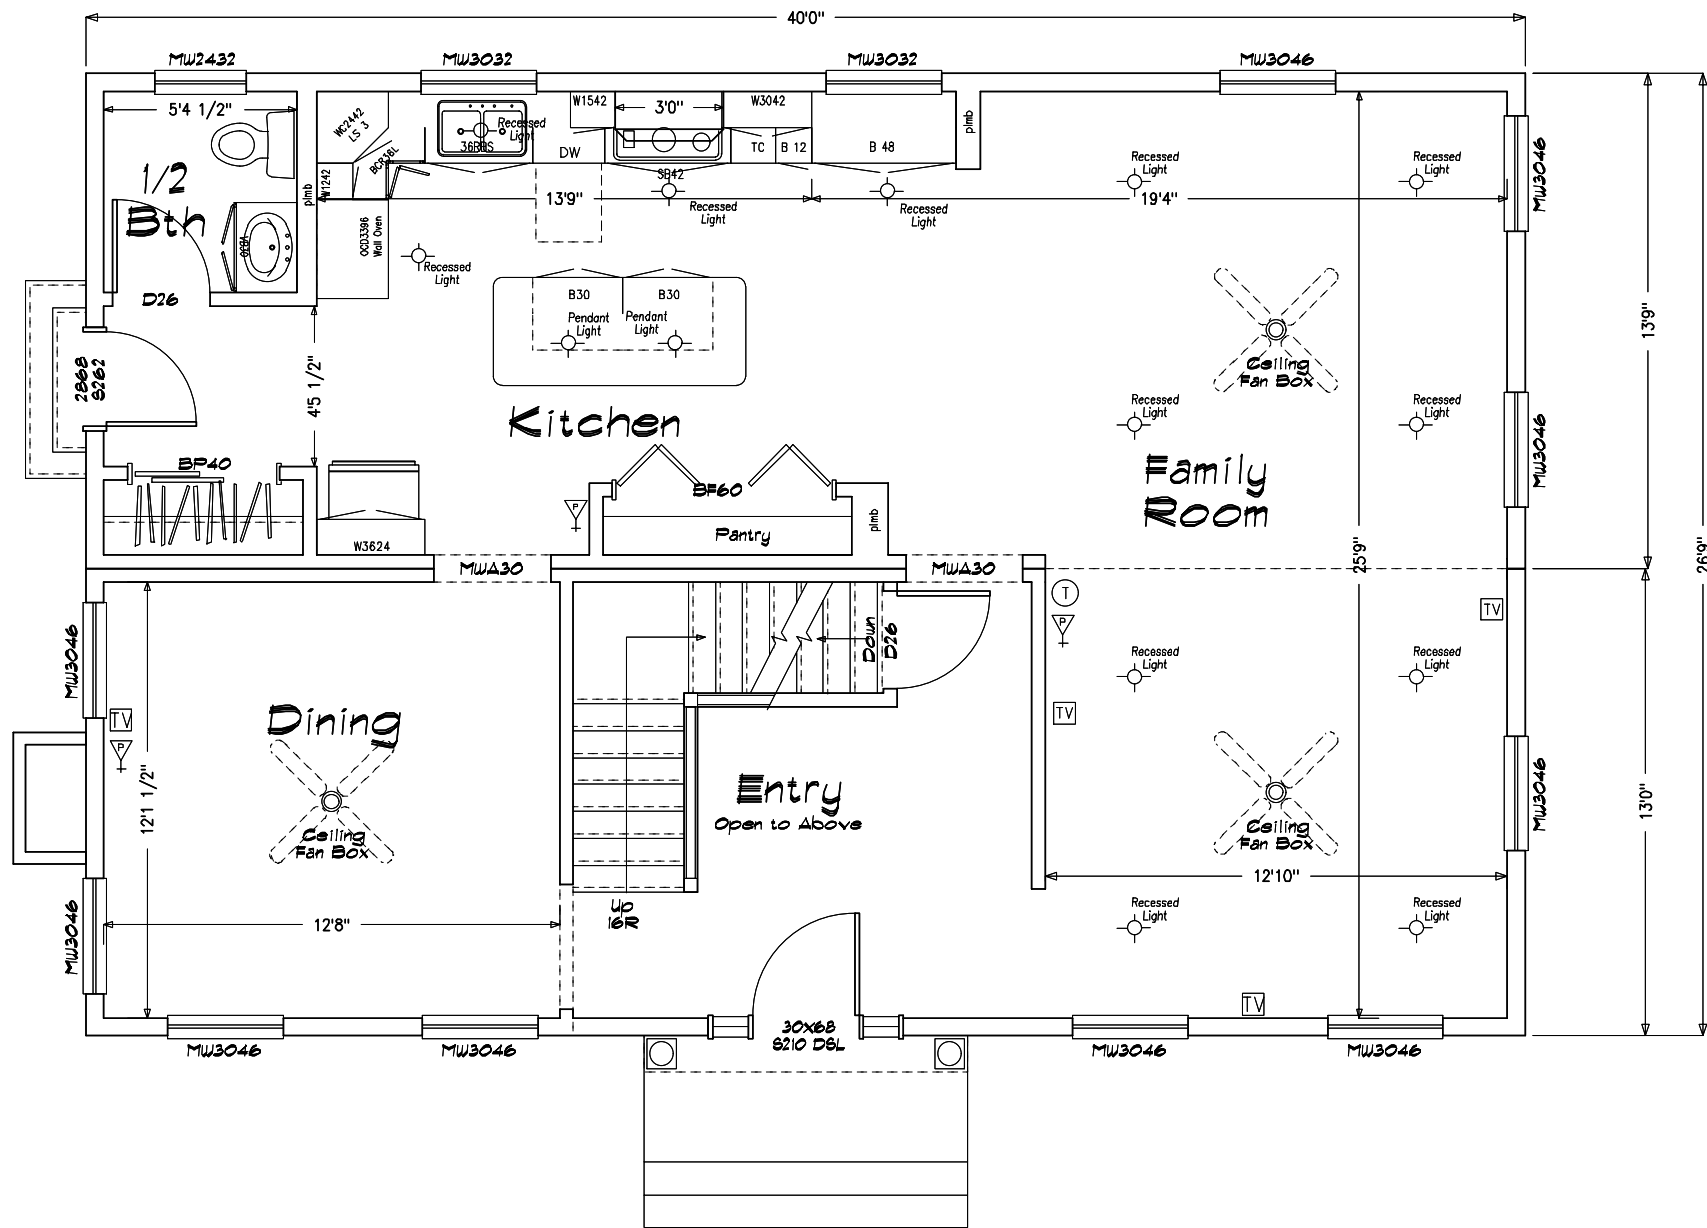 40'0"
MW2432
MW3032
MW3032
MW3046
5'4 1/2"
WC2442
LS 3
BCR38L
36RBS
Recessed
Light
W1542
3'0"
W3042
DW
TC
B 12
B 48
SB42
plmb
1/2
Bth
plmb
W1242
13'9"
Recessed
Light
Recessed
Light
Recessed
Light
Recessed
Light
19'4"
MW3046
OCD3396
Wall Oven
Recessed
Light
D26
B30
B30
Pendant
Light
Pendant
Light
2868
S262
4'5 1/2"
Ceiling
Fan Box
13'9"
Kitchen
Recessed
Light
Recessed
Light
BP40
BF60
Family
Room
MW3046
P
Pantry
plmb
W3624
MWA30
MWA30
25'9"
26'9"
T
P
TV
MW3046
Down
D26
Recessed
Light
Recessed
Light
TV
P
Dining
TV
12'1 1/2"
Ceiling
Fan Box
Entry
Open to Above
Ceiling
Fan Box
MW3046
13'0"
12'10"
12'8"
Up
16R
Recessed
Light
Recessed
Light
MW3046
TV
MW3046
MW3046
30x68
S210 DSL
MW3046
MW3046